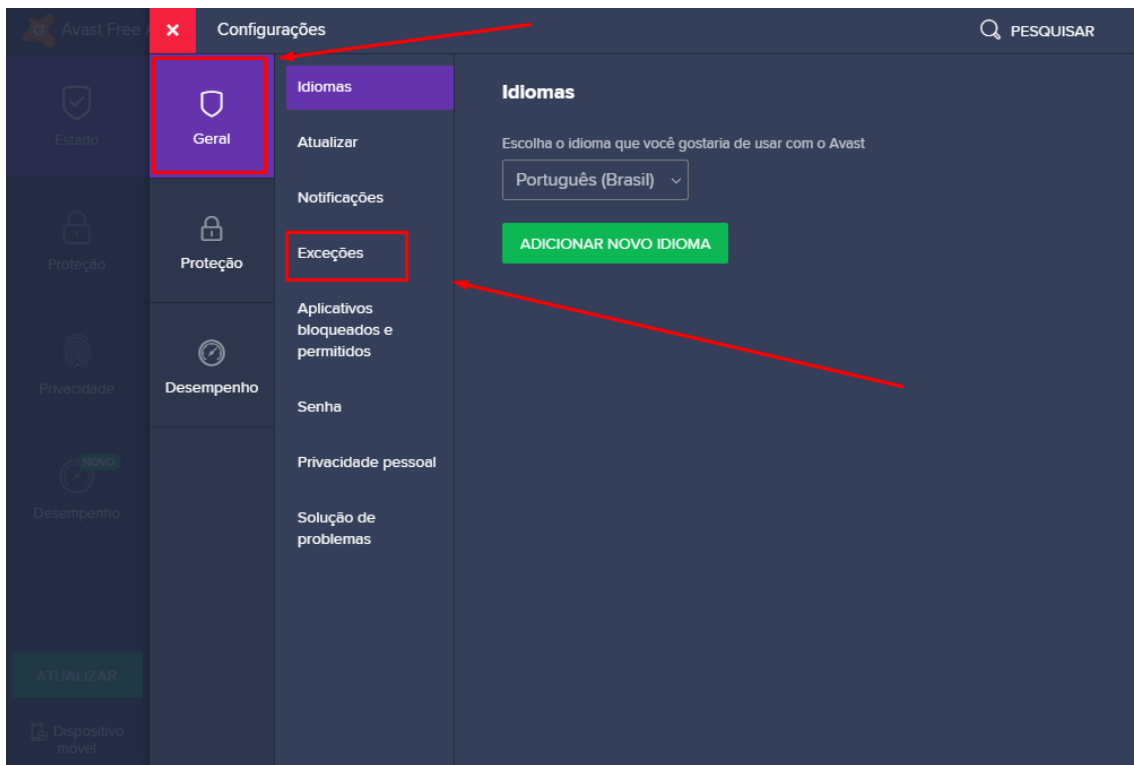 Avast Free
Configurações
PESQUISAR
Estado
Proteção
Privacidade
NOVO
Desempenho
ATUALIZAR
Dispositivo
móvel
Geral
Proteção
Desempenho
Idiomas
Atualizar
Notificações
Exceções
Aplicativos
bloqueados e
permitidos
Senha
Privacidade pessoal
Solução de
problemas
Idiomas
Escolha o idioma que você gostaria de usar com o Avast
Português (Brasil)
ADICIONAR NOVO IDIOMA